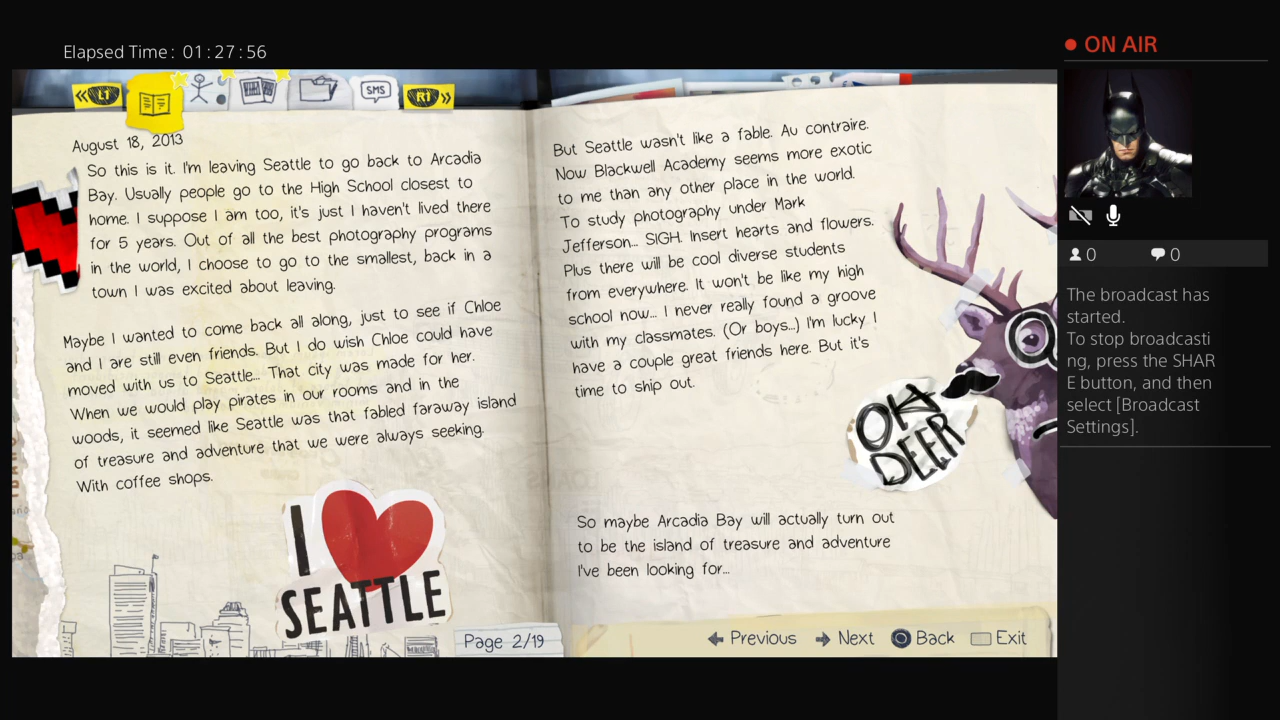 Elapsed Time: 01:27:56
L1
SMS
R1
August 18, 2013
So this is it. I'm leaving Seattle to go back to Arcadia
Bay. Usually people go to the High School closest to
home. I suppose I am too, it's just I haven't lived there
for 5 years. Out of all the best photography programs
in the world, I choose to go to the smallest, back in a
town I was excited about leaving.
Maybe I wanted to come back all along, just to see if Chloe
and I are still even friends. But I do wish Chloe could have
moved with us to Seattle... That city was made for her.
When we would play pirates in our rooms and in the
woods, it seemed like Seattle was that fabled faraway island
of treasure and adventure that we were always seeking.
With coffee shops.
I
SEATTLE
Page 2/19
But Seattle wasn't like a fable. Au contraire.
Now Blackwell Academy seems more exotic
to me than any other place in the world.
To study photography under Mark
Jefferson... SIGH. Insert hearts and flowers.
Plus there will be cool diverse students
from everywhere. It won't be like my high
school now... I never really found a groove
with my classmates. (Or boys...) I'm lucky I
have a couple great friends here. But it's
time to ship out.
OH
DEER
So maybe Arcadia Bay will actually turn out
to be the island of treasure and adventure
I've been looking for...
Previous Next Back Exit
ON AIR
0 0
The broadcast has
started.
To stop broadcasti
ng, press the SHAR
E button, and then
select [Broadcast
Settings].